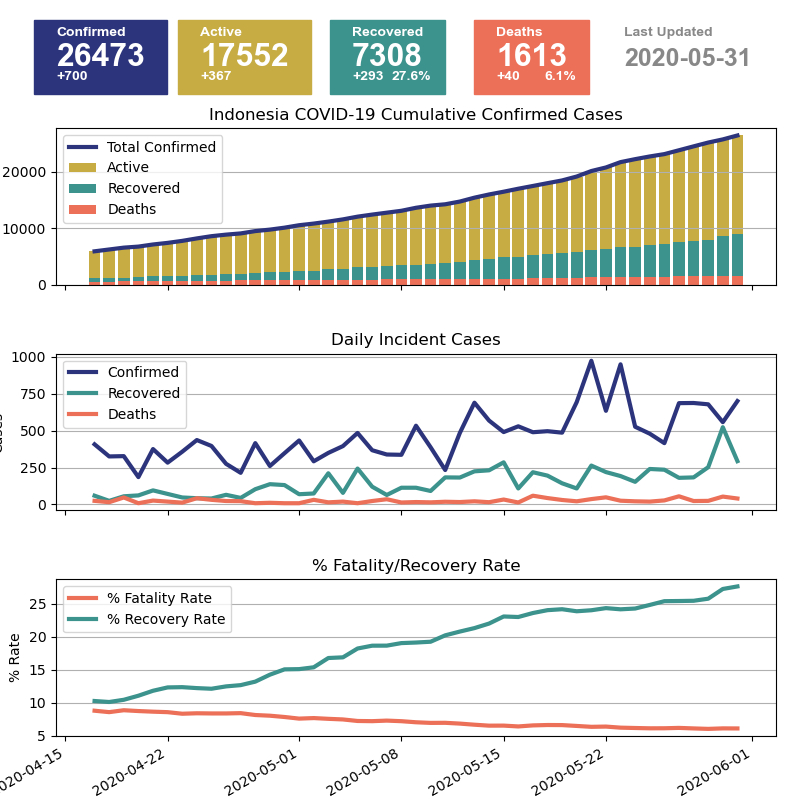 Confirmed
26473
+700
Active
17552
+367
Recovered
7308
+293 27.6%
Deaths
1613
+40 6.1%
Last Updated
2020-05-31
Indonesia COVID-19 Cumulative Confirmed Cases
Total Confirmed
Active
Recovered
Deaths
20000
10000
0
Daily Incident Cases
Confirmed
Recovered
Deaths
1000
750
500
250
0
Cases
% Fatality/Recovery Rate
% Fatality Rate
% Recovery Rate
25
20
15
10
5
% Rate
020-04-15
2020-04-22
2020-05-01
2020-05-08
2020-05-15
2020-05-22
2020-06-01